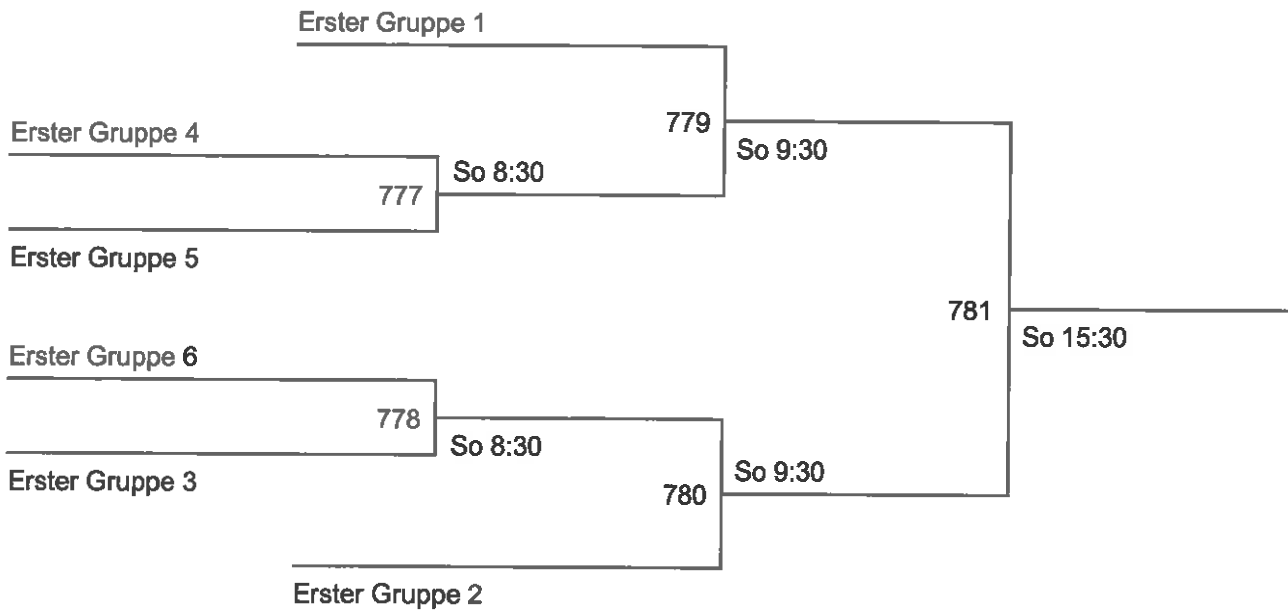 Erster Gruppe 1
779
So 9:30
Erster Gruppe 4
So 8:30
777
Erster Gruppe 5
781
So 15:30
Erster Gruppe 6
778
So 8:30
Erster Gruppe 3
So 9:30
780
Erster Gruppe 2